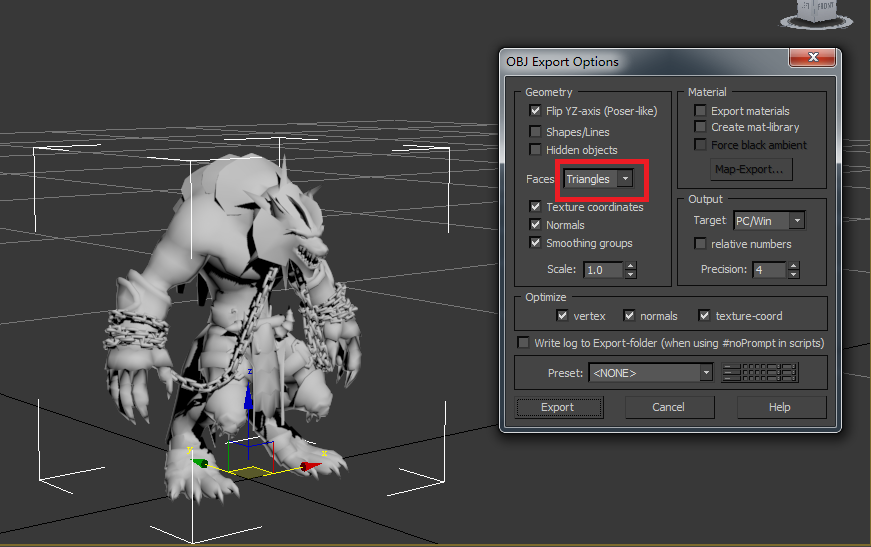 FRONT
OBJ Export Options
Geometry
Flip YZ-axis (Poser-like)
Shapes/Lines
Hidden objects
Faces Triangles
Texture coordinates
Normals
Smoothing groups
Scale: 1.0
Material
Export materials
Create mat-library
Force black ambient
Map-Export...
Output
Target PC/Win
relative numbers
Precision: 4
Optimize
vertex normals texture-coord
Write log to Export-folder (when using #noPrompt in scripts)
Preset: <NONE>
Export Cancel Help
z
y
x